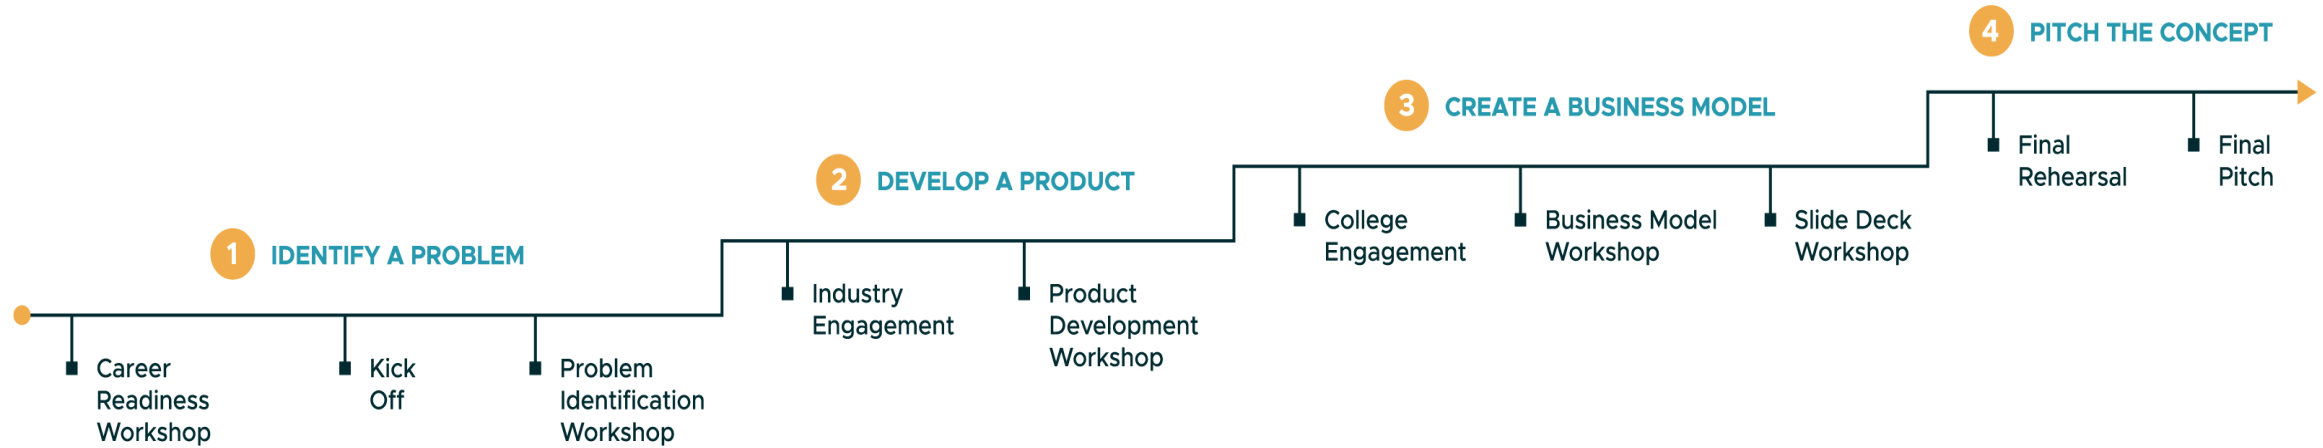 1 IDENTIFY A PROBLEM
Career
Readiness
Workshop
Kick
Off
Problem
Identification
Workshop
2 DEVELOP A PRODUCT
Industry
Engagement
Product
Development
Workshop
3 CREATE A BUSINESS MODEL
College
Engagement
Business Model
Workshop
Slide Deck
Workshop
4 PITCH THE CONCEPT
Final
Rehearsal
Final
Pitch